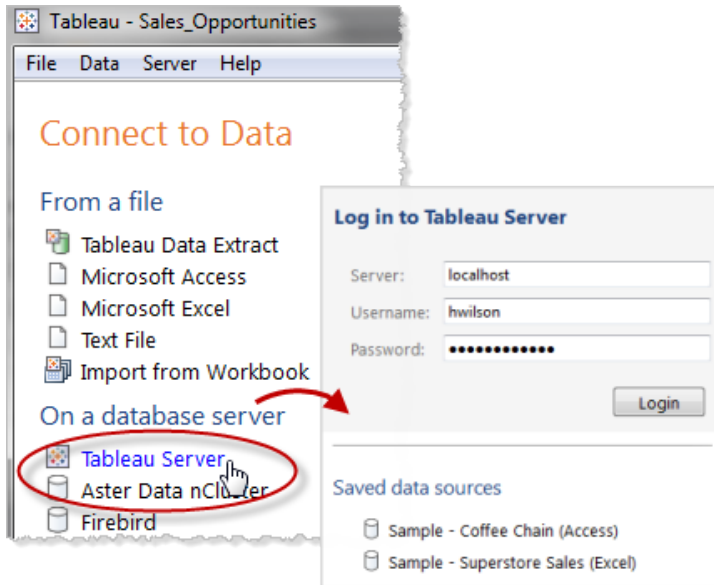 Tableau - Sales_Opportunities
File Data Server Help
Connect to Data
From a file
Tableau Data Extract
Microsoft Access
Microsoft Excel
Text File
Import from Workbook
On a database server
Tableau Server
Aster Data nCluster
Firebird
Log in to Tableau Server
Server: localhost
Username: hwilson
Password: ••••••••••••
Login
Saved data sources
Sample - Coffee Chain (Access)
Sample - Superstore Sales (Excel)